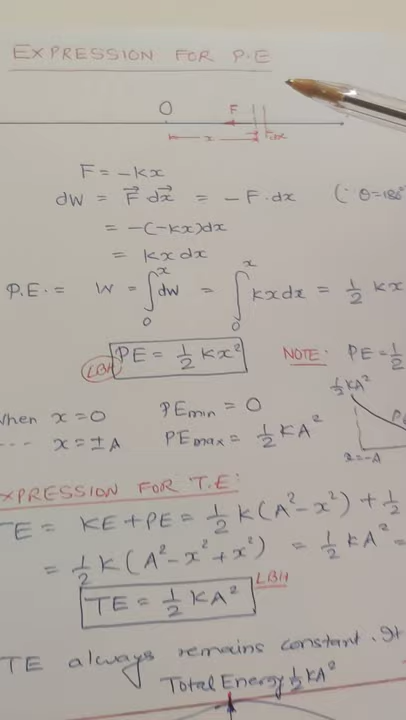 EXPRESSION FOR P.E
O
F
x
dx
F = -kx
dW = F⃗ dx⃗ = -F.dx (∵ θ=180°
= -(-kx)dx
= kx dx
P.E. = W = ∫₀ˣ dW = ∫₀ˣ kx dx = 1/2 kx
PE = 1/2 kx²
LBH
NOTE: PE = 1/2
1/2 kA²
x=-A
When x=0 PEmin = 0
---- x=±A PEmax = 1/2 kA²
XPRESSION FOR T.E:
TE = KE+PE = 1/2 k(A²-x²) + 1/2
= 1/2 k(A²-x²+x²) = 1/2 kA² =
TE = 1/2 kA²
LBH
TE always remains constant. It
Total Energy 1/2 kA²